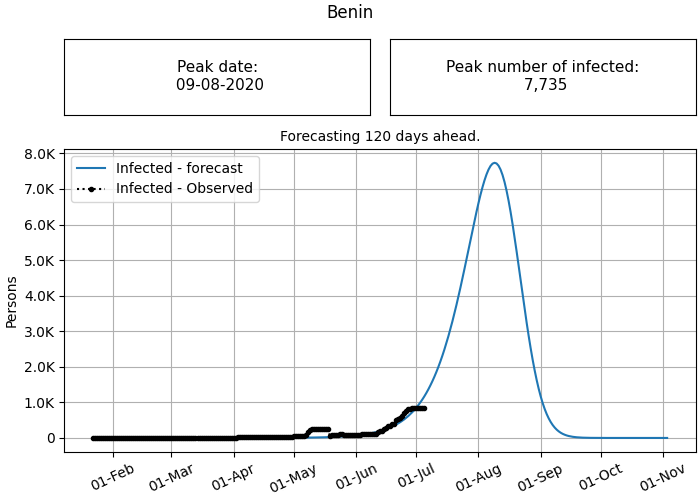 Benin
Peak date:
09-08-2020
Peak number of infected:
7,735
Forecasting 120 days ahead.
Infected - forecast
Infected - Observed
8.0K
7.0K
6.0K
5.0K
4.0K
3.0K
2.0K
1.0K
0
Persons
01-Feb
01-Mar
01-Apr
01-May
01-Jun
01-Jul
01-Aug
01-Sep
01-Oct
01-Nov